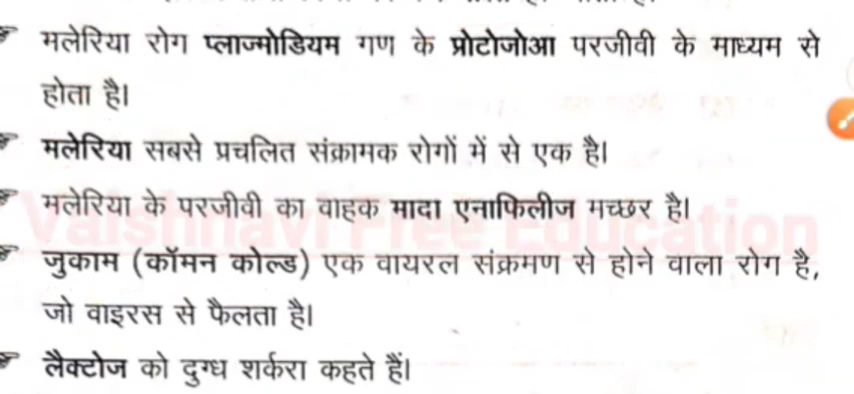 मलेरिया रोग प्लाज्मोडियम गण के प्रोटोजोआ परजीवी के माध्यम से
होता है।
मलेरिया सबसे प्रचलित संक्रामक रोगों में से एक है।
मलेरिया के परजीवी का वाहक मादा एनाफिलीज मच्छर है।
Vaishnavi Free Education
जुकाम (कॉमन कोल्ड) एक वायरल संक्रमण से होने वाला रोग है,
जो वाइरस से फैलता है।
लैक्टोज को दुग्ध शर्करा कहते हैं।